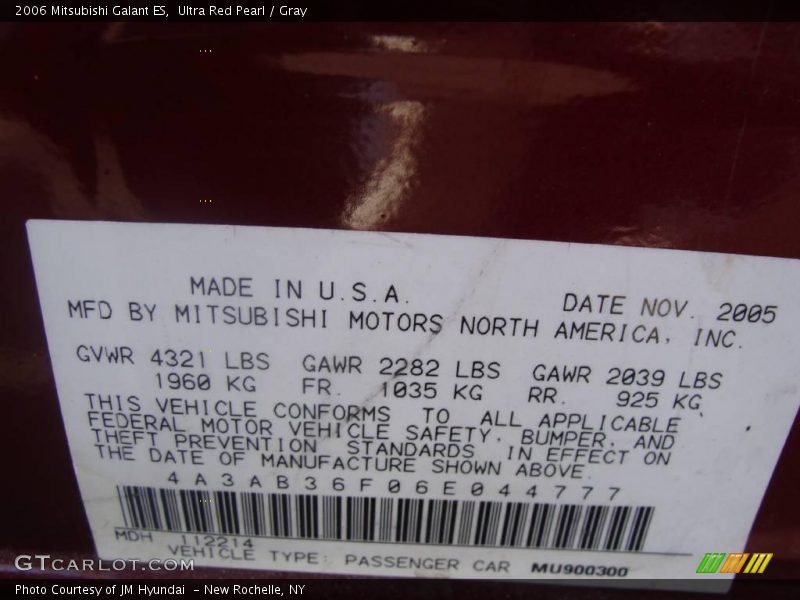 2006 Mitsubishi Galant ES, Ultra Red Pearl / Gray
MADE IN U.S.A. DATE NOV. 2005
MFD BY MITSUBISHI MOTORS NORTH AMERICA, INC.
GVWR 4321 LBS GAWR 2282 LBS GAWR 2039 LBS
1960 KG FR. 1035 KG RR. 925 KG
THIS VEHICLE CONFORMS TO ALL APPLICABLE
FEDERAL MOTOR VEHICLE SAFETY, BUMPER, AND
THEFT PREVENTION STANDARDS IN EFFECT ON
THE DATE OF MANUFACTURE SHOWN ABOVE.
4A3AB36F06E044777
MDH 112214
VEHICLE TYPE: PASSENGER CAR MU900300
GTCARLOT.COM
Photo Courtesy of JM Hyundai - New Rochelle, NY